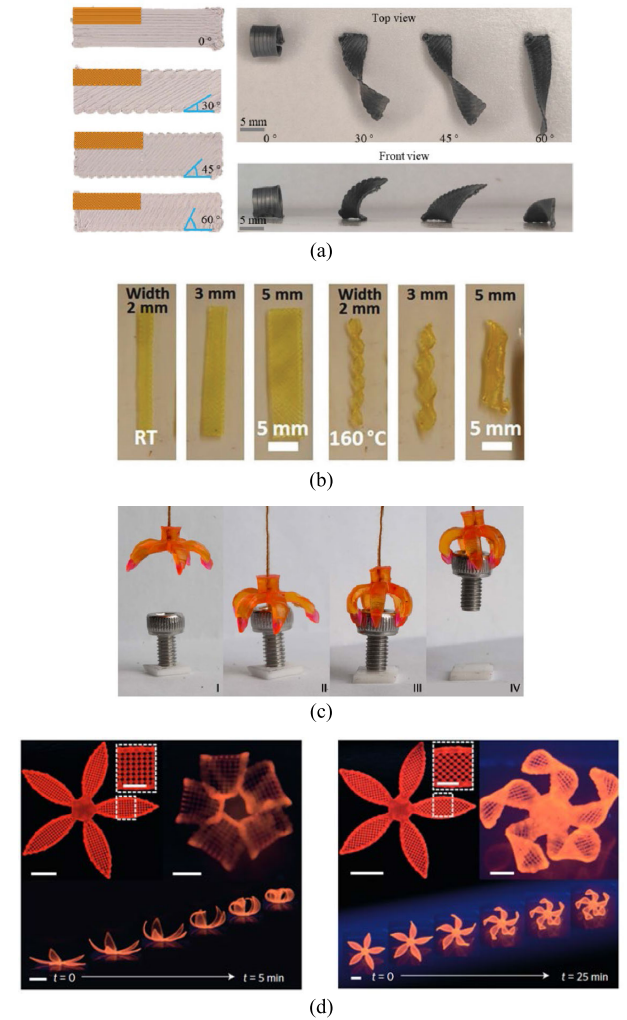 0 °
30 °
45 °
60 °
Top view
5 mm
0 °
30 °
45 °
60 °
Front view
5 mm
(a)
Width
2 mm
3 mm
5 mm
RT
5 mm
Width
2 mm
3 mm
5 mm
160 °C
5 mm
(b)
I
II
III
IV
(c)
t = 0
t = 5 min
t = 0
t = 25 min
(d)